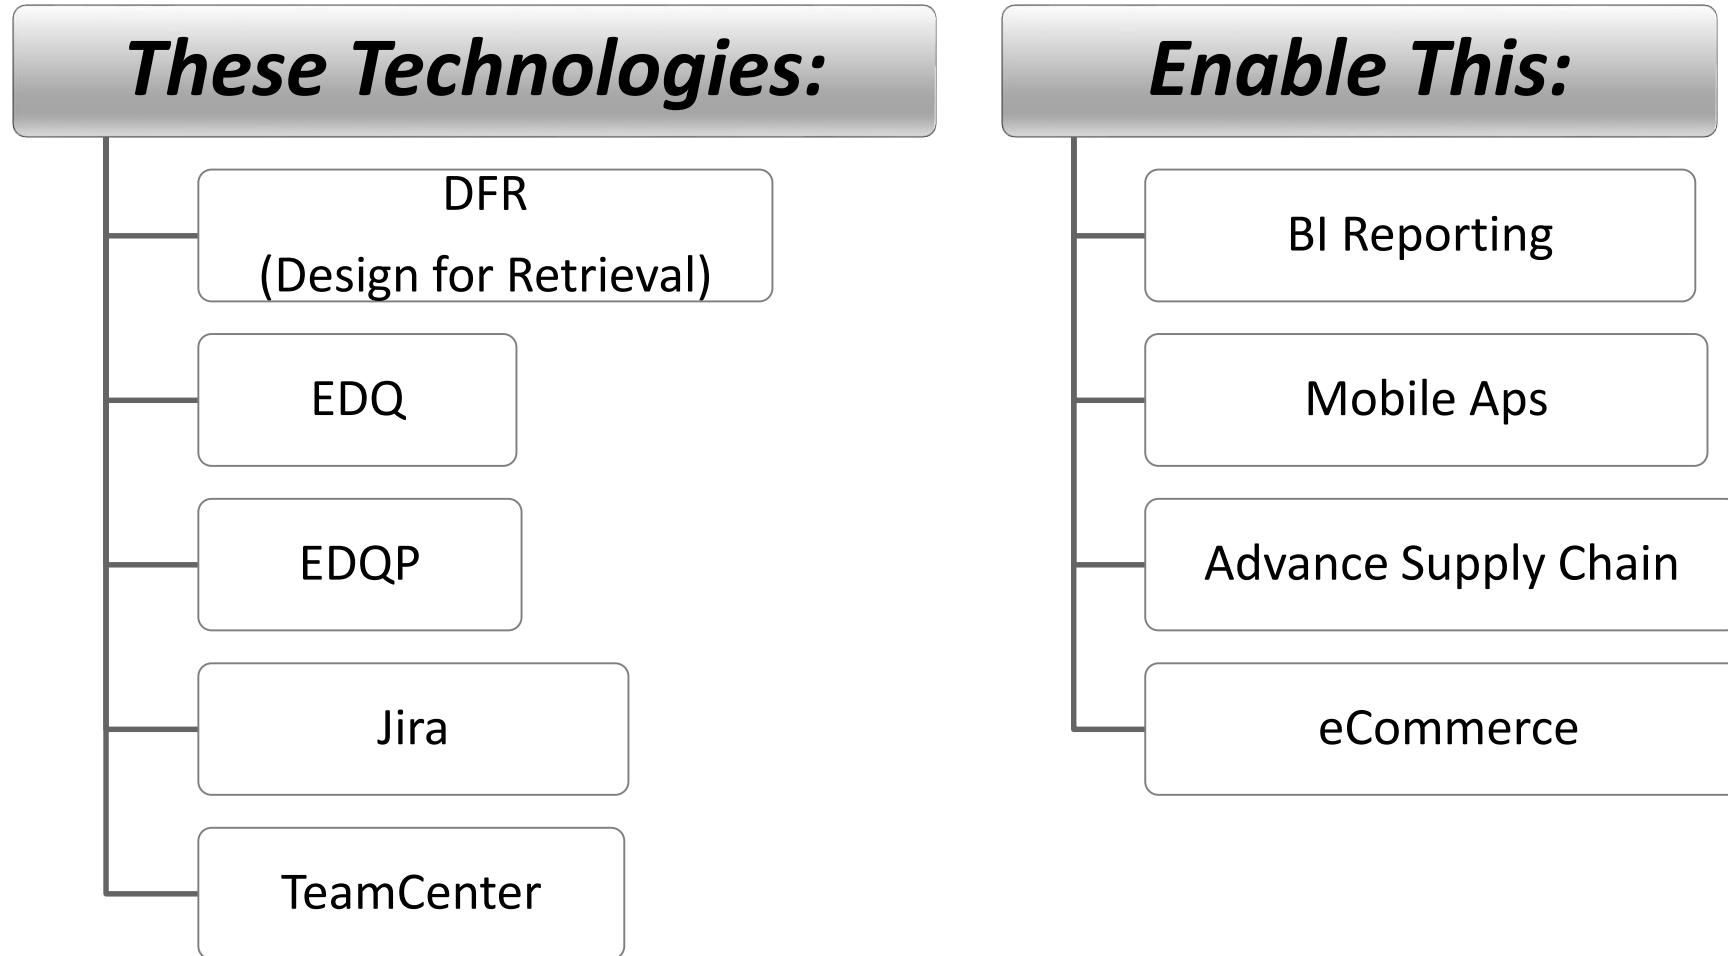 These Technologies:
DFR
(Design for Retrieval)
EDQ
EDQP
Jira
TeamCenter
Enable This:
BI Reporting
Mobile Aps
Advance Supply Chain
eCommerce